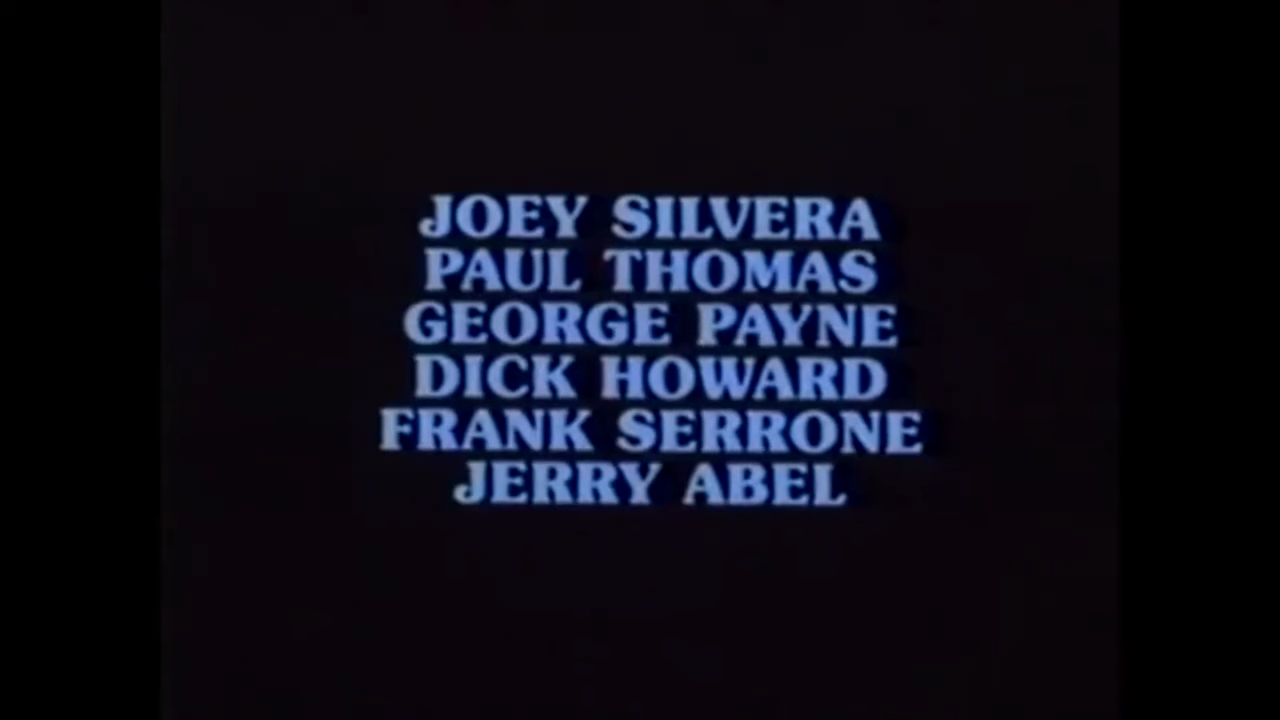 JOEY SILVERA
PAUL THOMAS
GEORGE PAYNE
DICK HOWARD
FRANK SERRONE
JERRY ABEL